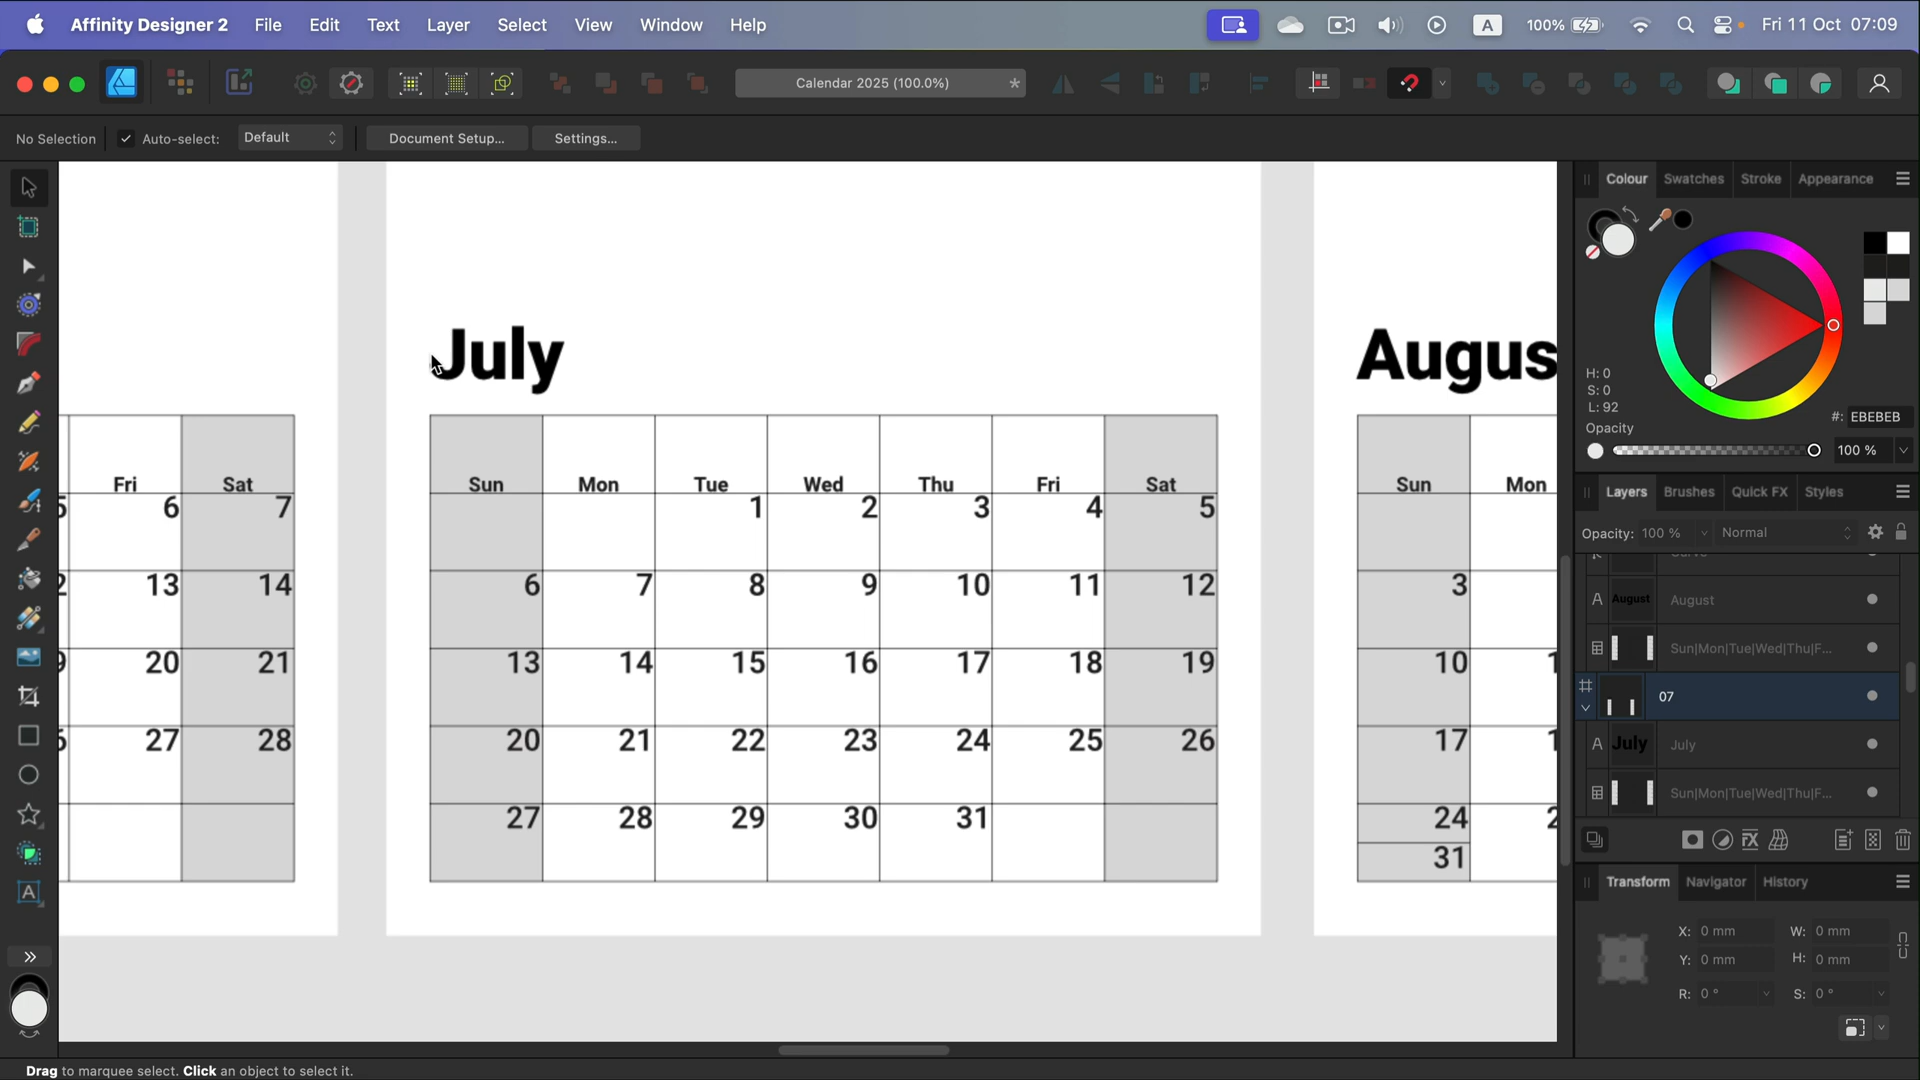 Affinity Designer 2 File Edit Text Layer Select View Window Help A 100% Fri 11 Oct 07:09
Calendar 2025 (100.0%) *
No Selection Auto-select: Default Document Setup... Settings...
Colour Swatches Stroke Appearance
H: 0
S: 0
L: 92
#: EBEBEB
Opacity
100 %
Layers Brushes Quick FX Styles
Opacity: 100 % Normal
A August August
Sun|Mon|Tue|Wed|Thu|F...
07
A July July
Sun|Mon|Tue|Wed|Thu|F...
FX
Transform Navigator History
X: 0 mm W: 0 mm
Y: 0 mm H: 0 mm
R: 0 ° S: 0 °
Fri Sat
6 7
13 14
20 21
27 28
July
Sun Mon Tue Wed Thu Fri Sat
1 2 3 4 5
6 7 8 9 10 11 12
13 14 15 16 17 18 19
20 21 22 23 24 25 26
27 28 29 30 31
Augus
Sun Mon
3
10 1
17 1
24 2
31
A
Drag to marquee select. Click an object to select it.